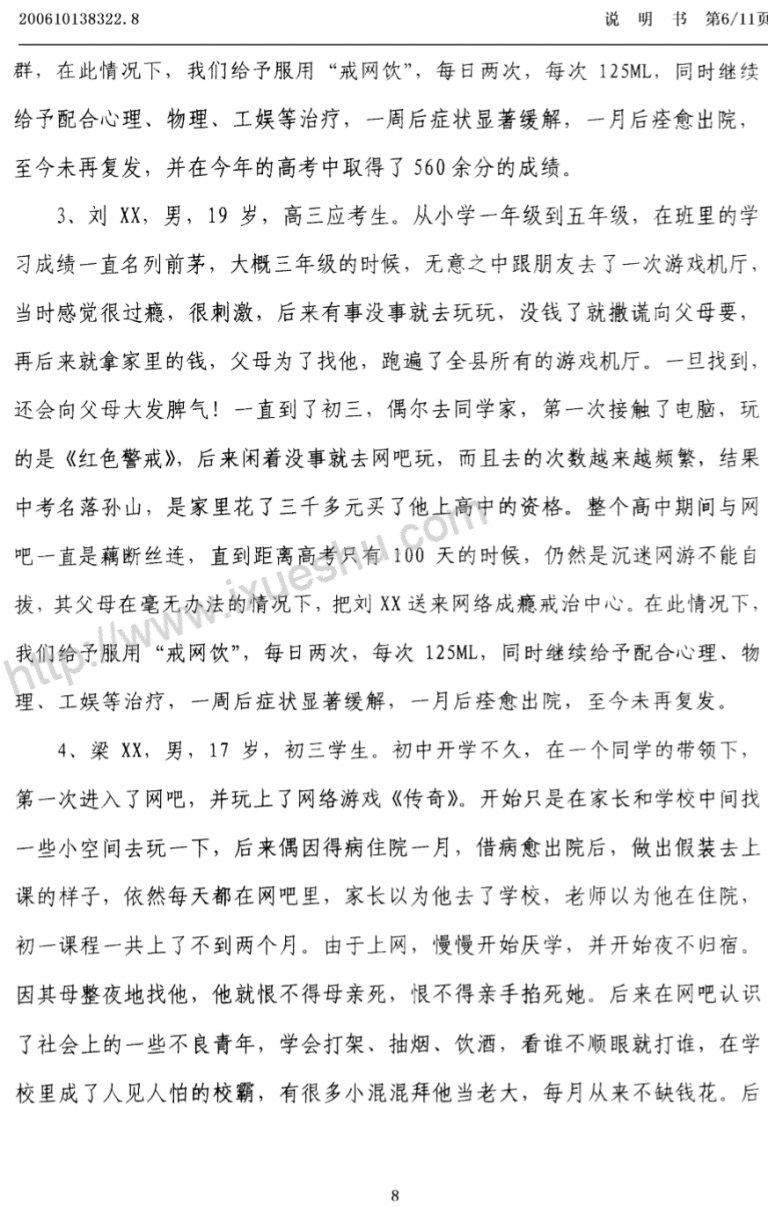 200610138322.8 说 明 书 第6/11页
群，在此情况下，我们给予服用“戒网饮”，每日两次，每次 125ML，同时继续
给予配合心理、物理、工娱等治疗，一周后症状显著缓解，一月后痊愈出院，
至今未再复发，并在今年的高考中取得了 560 余分的成绩。
3、刘 XX，男，19 岁，高三应考生。从小学一年级到五年级，在班里的学
习成绩一直名列前茅，大概三年级的时候，无意之中跟朋友去了一次游戏机厅，
当时感觉很过瘾，很刺激，后来有事没事就去玩玩，没钱了就撒谎向父母要，
再后来就拿家里的钱，父母为了找他，跑遍了全县所有的游戏机厅。一旦找到，
还会向父母大发脾气！一直到了初三，偶尔去同学家，第一次接触了电脑，玩
的是《红色警戒》，后来闲着没事就去网吧玩，而且去的次数越来越频繁，结果
中考名落孙山，是家里花了三千多元买了他上高中的资格。整个高中期间与网
吧一直是藕断丝连，直到距离高考只有 100 天的时候，仍然是沉迷网游不能自
拔，其父母在毫无办法的情况下，把刘 XX 送来网络成瘾戒治中心。在此情况下，
我们给予服用“戒网饮”，每日两次，每次 125ML，同时继续给予配合心理、物
理、工娱等治疗，一周后症状显著缓解，一月后痊愈出院，至今未再复发。
4、梁 XX，男，17 岁，初三学生。初中开学不久，在一个同学的带领下，
第一次进入了网吧，并玩上了网络游戏《传奇》。开始只是在家长和学校中间找
一些小空间去玩一下，后来偶因得病住院一月，借病愈出院后，做出假装去上
课的样子，依然每天都在网吧里，家长以为他去了学校，老师以为他在住院，
初一课程一共上了不到两个月。由于上网，慢慢开始厌学，并开始夜不归宿。
因其母整夜地找他，他就恨不得母亲死，恨不得亲手掐死她。后来在网吧认识
了社会上的一些不良青年，学会打架、抽烟、饮酒，看谁不顺眼就打谁，在学
校里成了人见人怕的校霸，有很多小混混拜他当老大，每月从来不缺钱花。后
8
http://www.ixueshu.com